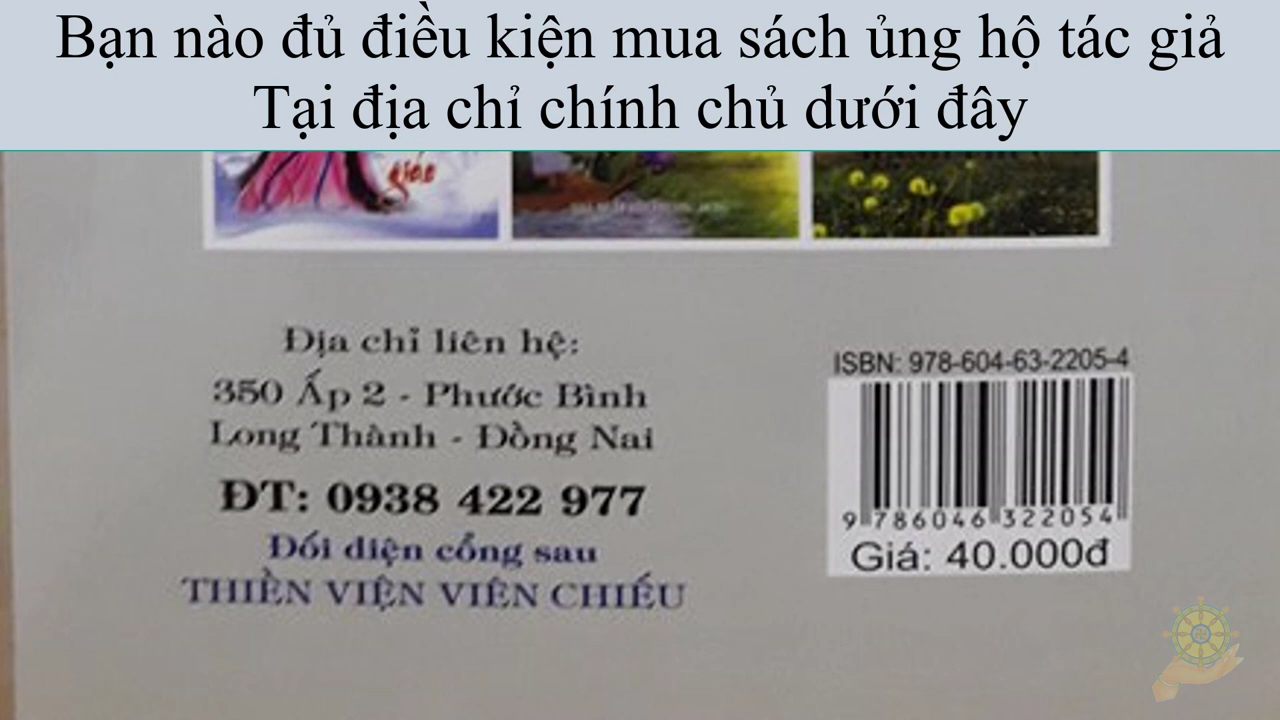 Bạn nào đủ điều kiện mua sách ủng hộ tác giả
Tại địa chỉ chính chủ dưới đây
giác
Địa chỉ liên hệ:
350 Ấp 2 - Phước Bình
Long Thành - Đồng Nai
ĐT: 0938 422 977
Đối diện cổng sau
THIỀN VIỆN VIÊN CHIẾU
ISBN: 978-604-63-2205-4
9 786046 322054
Giá: 40.000đ